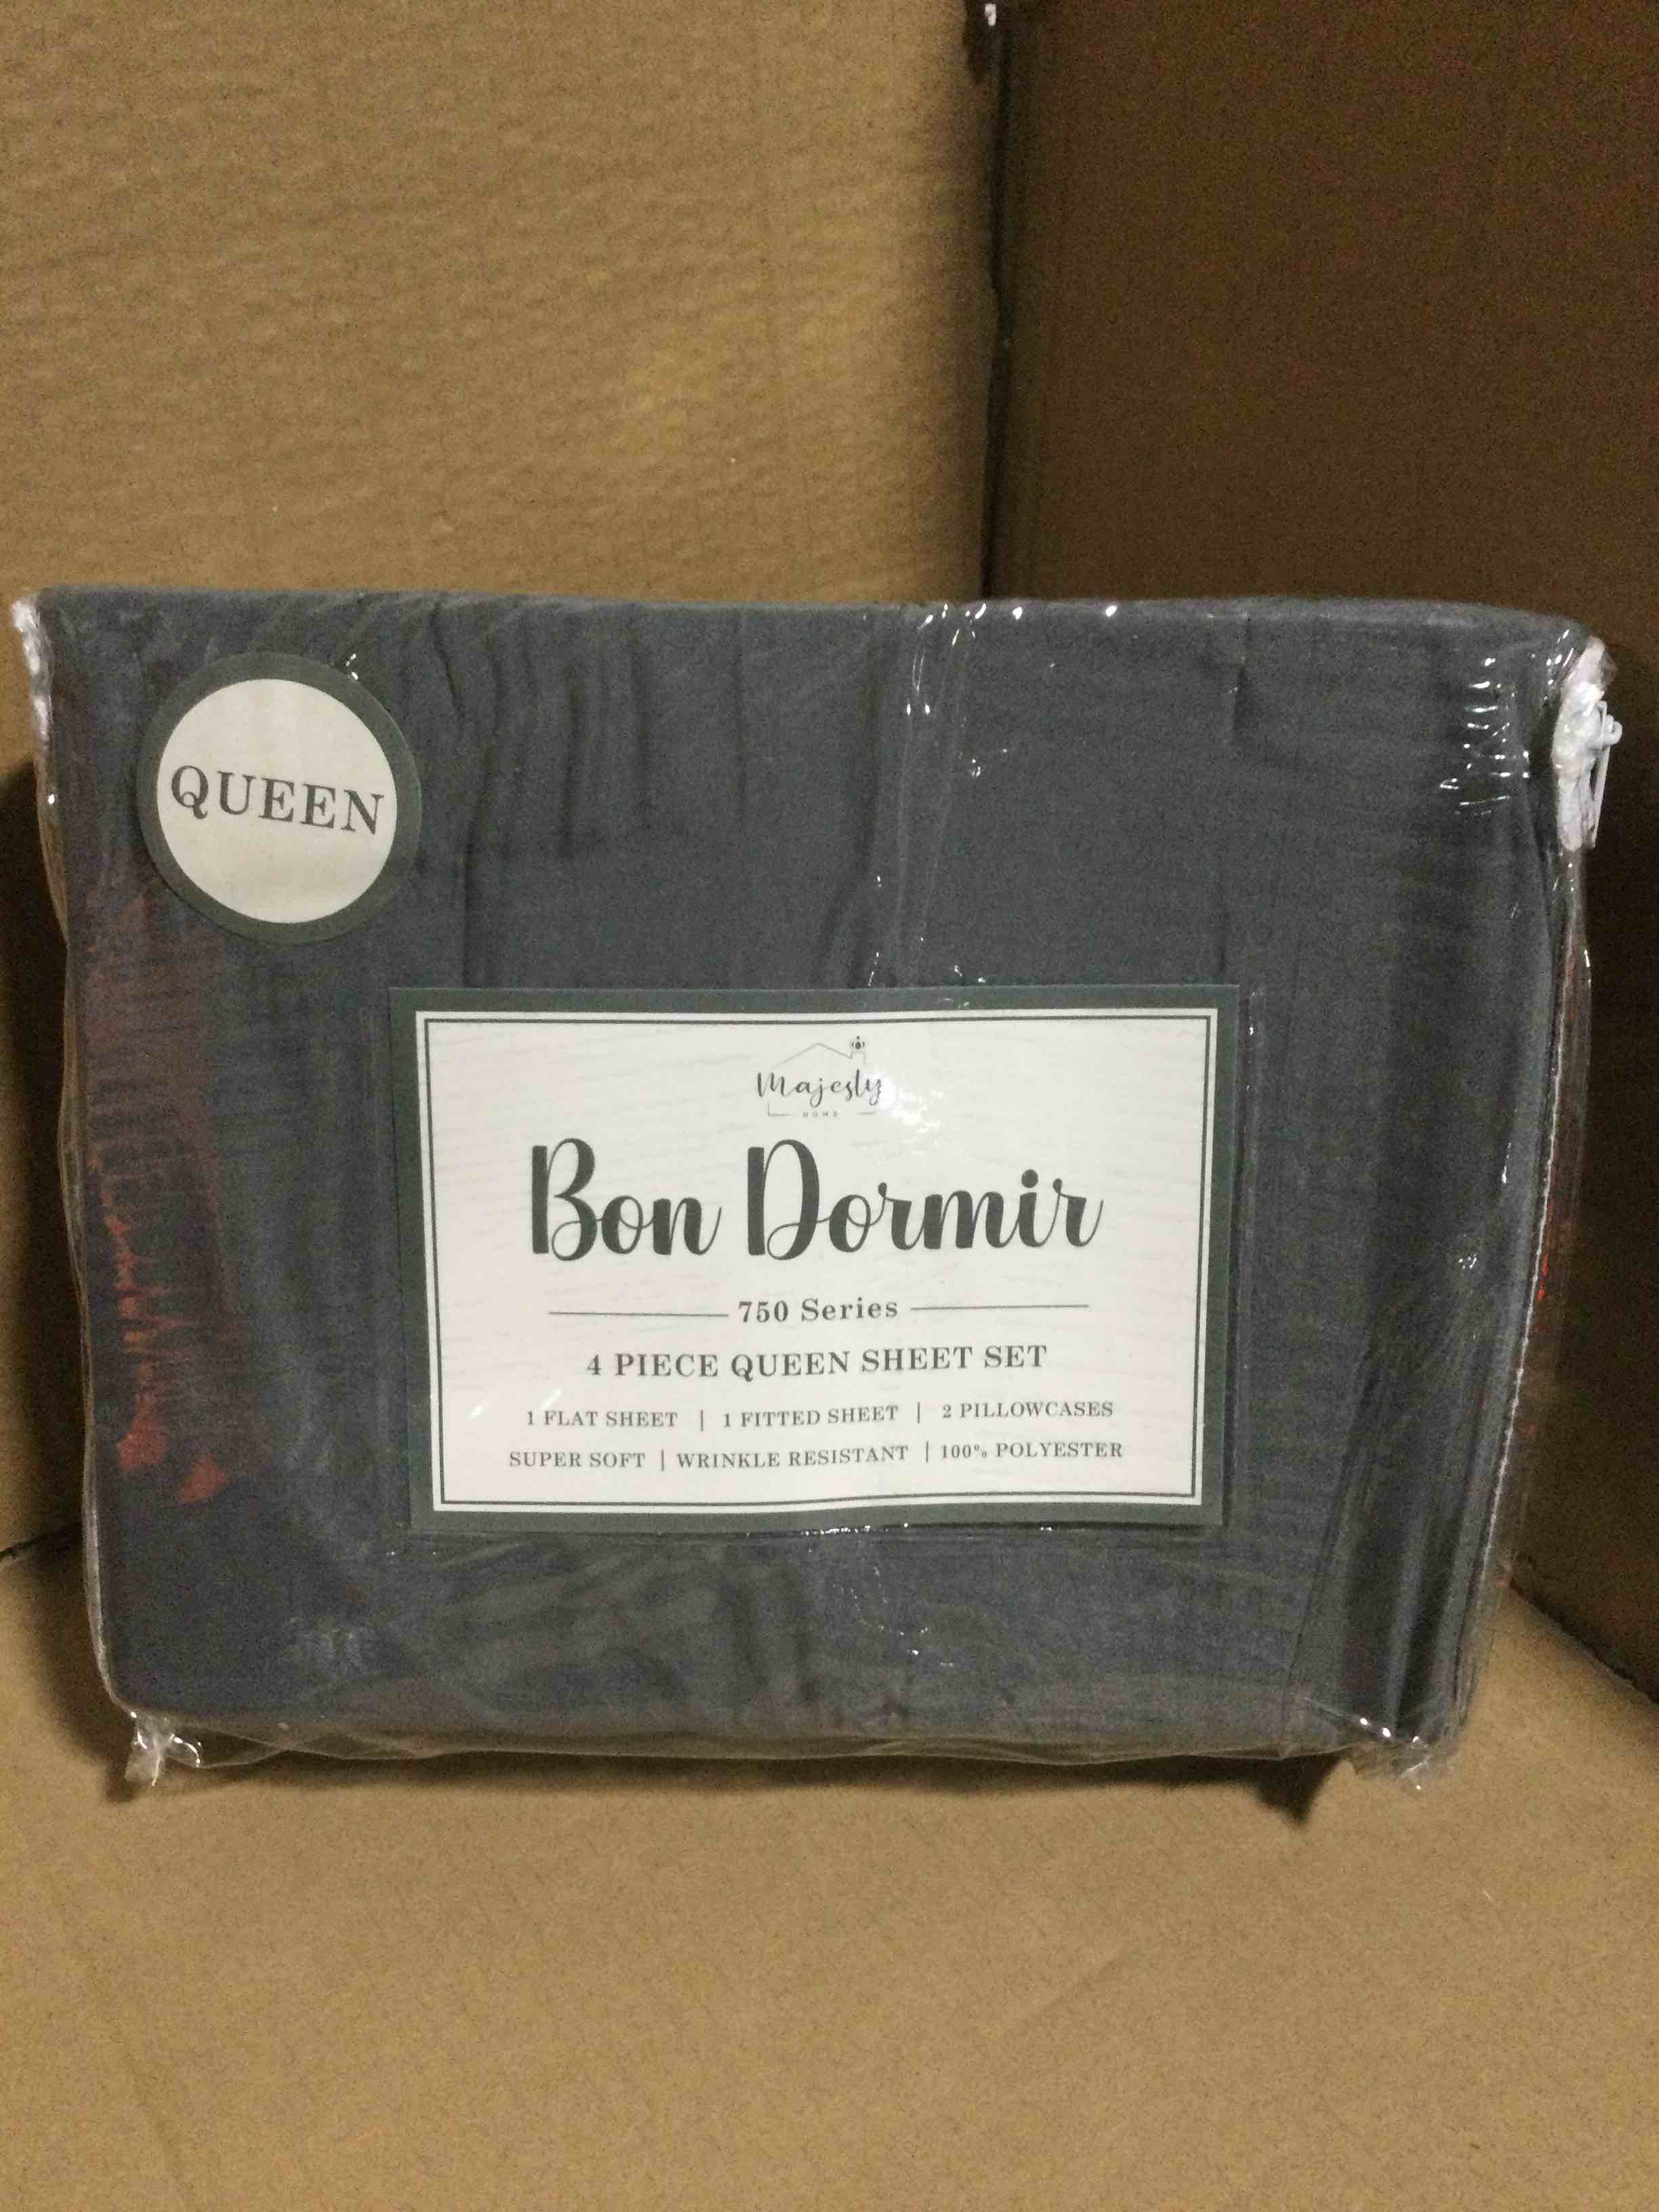 QUEEN
Majesty
HOME
Bon Dormir
750 Series
4 PIECE QUEEN SHEET SET
1 FLAT SHEET | 1 FITTED SHEET | 2 PILLOWCASES
SUPER SOFT | WRINKLE RESISTANT | 100% POLYESTER